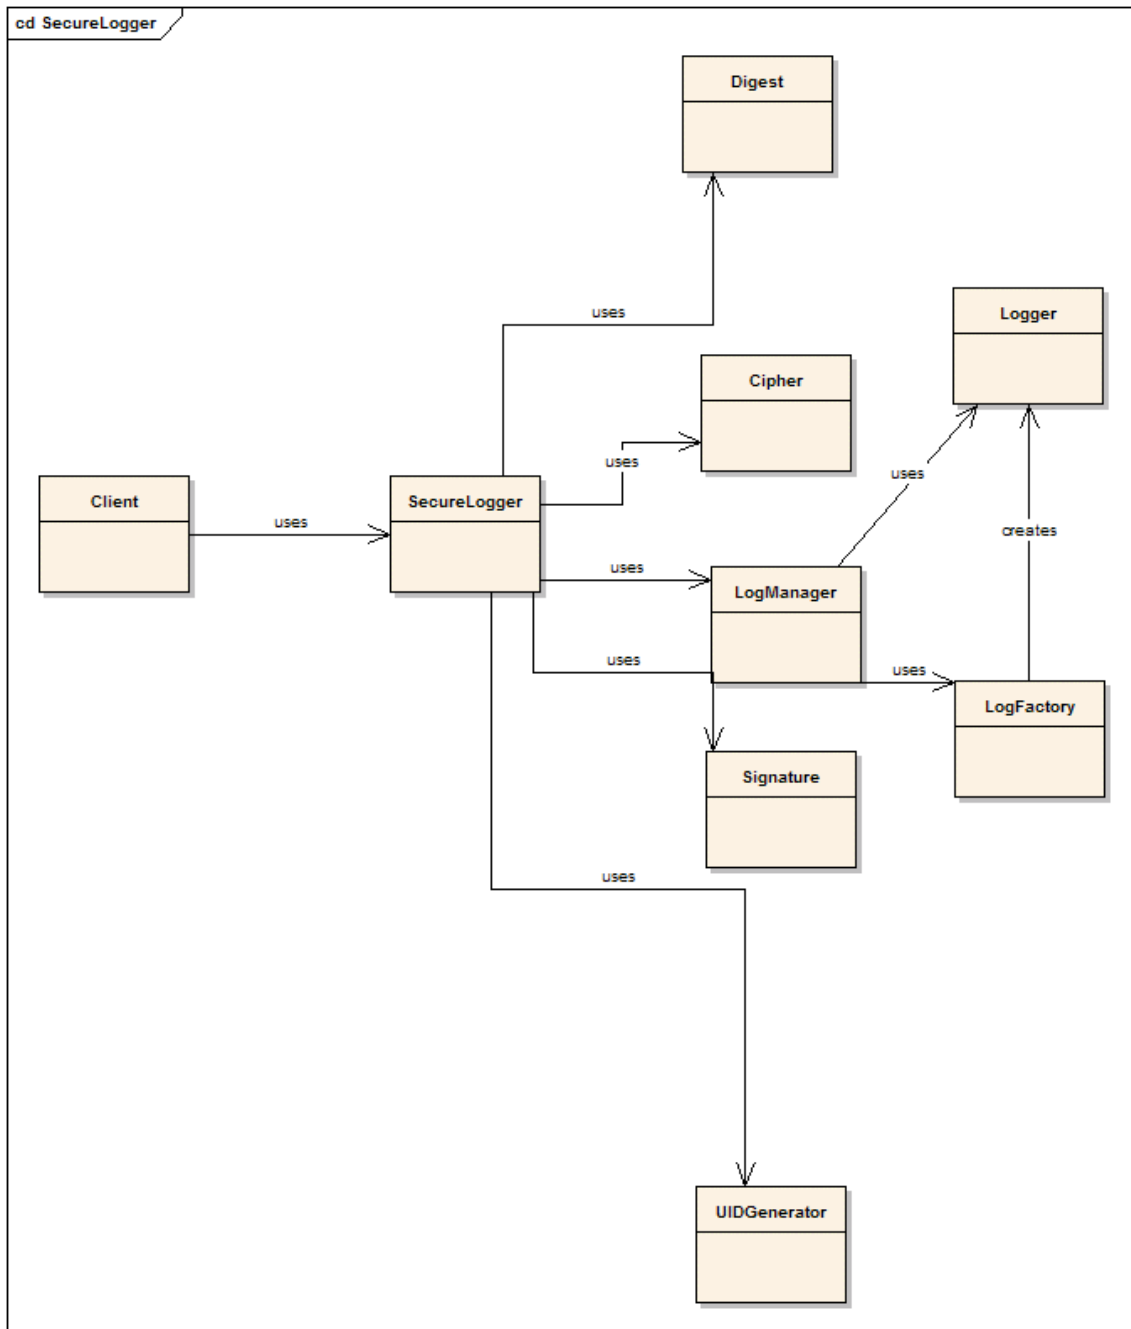 cd SecureLogger
Digest
Logger
uses
Cipher
uses
uses
Client
SecureLogger
uses
creates
uses
LogManager
uses
uses
LogFactory
Signature
uses
UIDGenerator